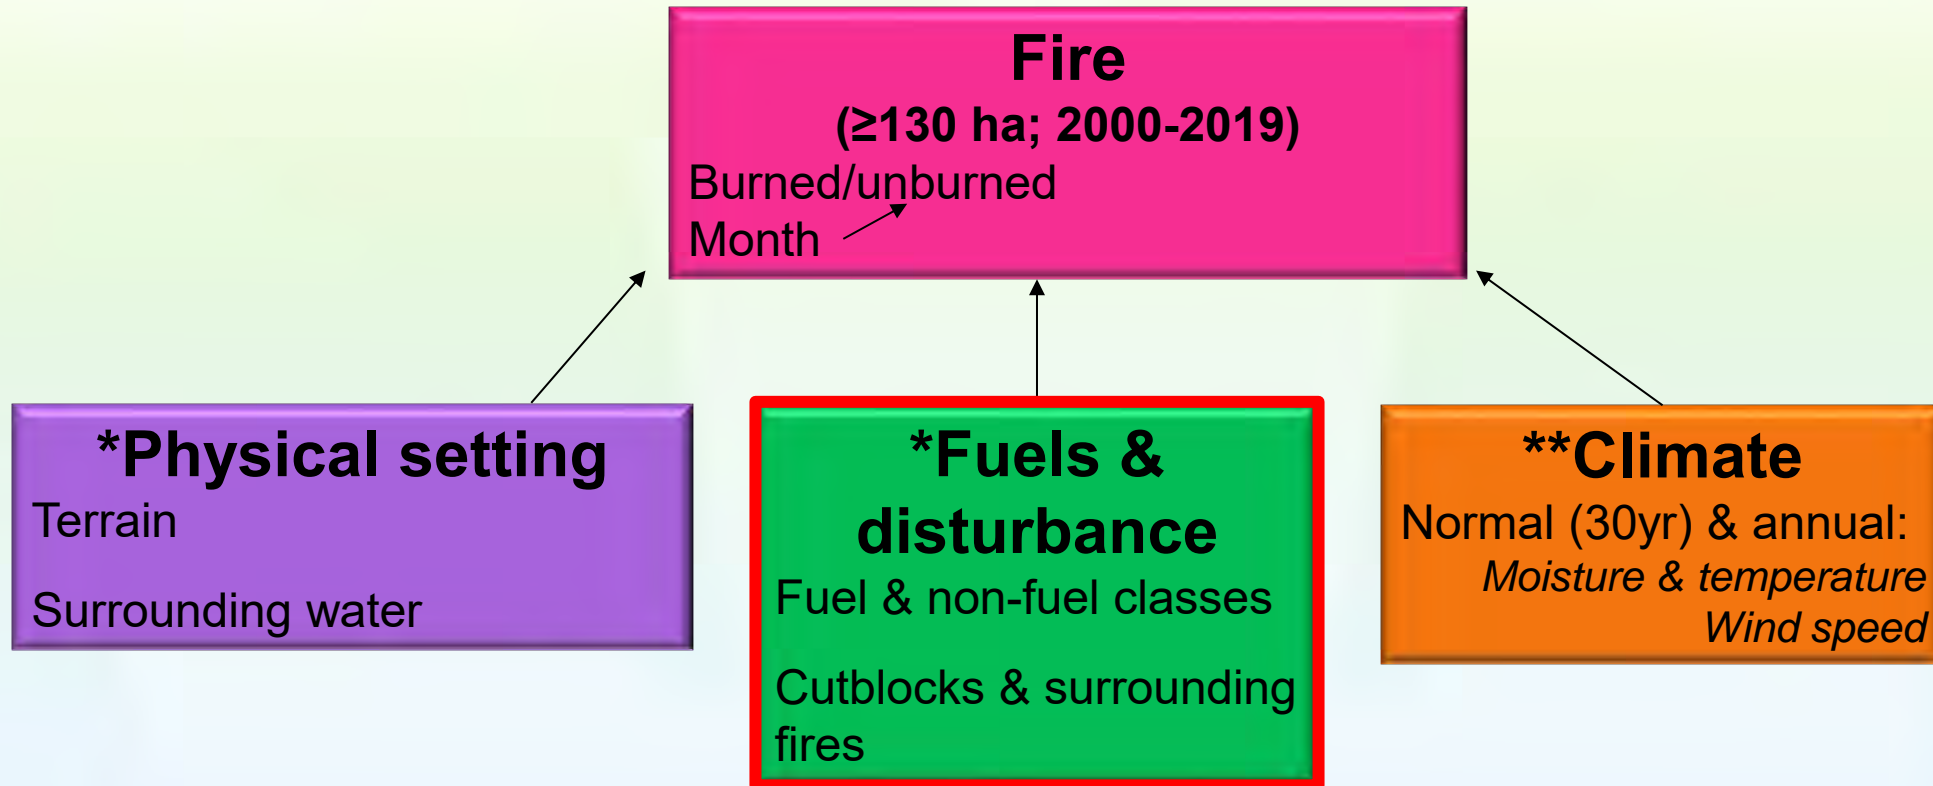 Fire
(≥130 ha; 2000-2019)
Burned/unburned
Month
*Physical setting
Terrain
Surrounding water
*Fuels &
disturbance
Fuel & non-fuel classes
Cutblocks & surrounding
fires
**Climate
Normal (30yr) & annual:
Moisture & temperature
Wind speed